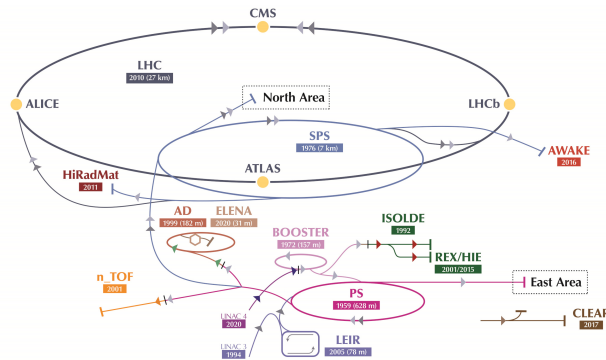 CMS
LHC
2010 (27 km)
North Area
ALICE
LHCb
SPS
1976 (7 km)
AWAKE
2016
ATLAS
HiRadMat
2011
AD
1999 (182 m)
ELENA
2020 (31 m)
ISOLDE
1992
BOOSTER
1972 (157 m)
REX/HIE
2001/2015
n_TOF
2001
PS
1959 (628 m)
East Area
LINAC 4
2020
CLEAR
2017
LINAC 3
1994
LEIR
2005 (78 m)